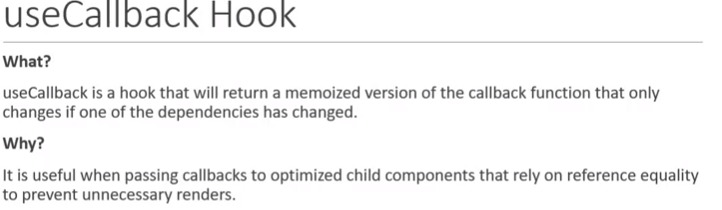 useCallback Hook
What?
useCallback is a hook that will return a memoized version of the callback function that only
changes if one of the dependencies has changed.
Why?
It is useful when passing callbacks to optimized child components that rely on reference equality
to prevent unnecessary renders.